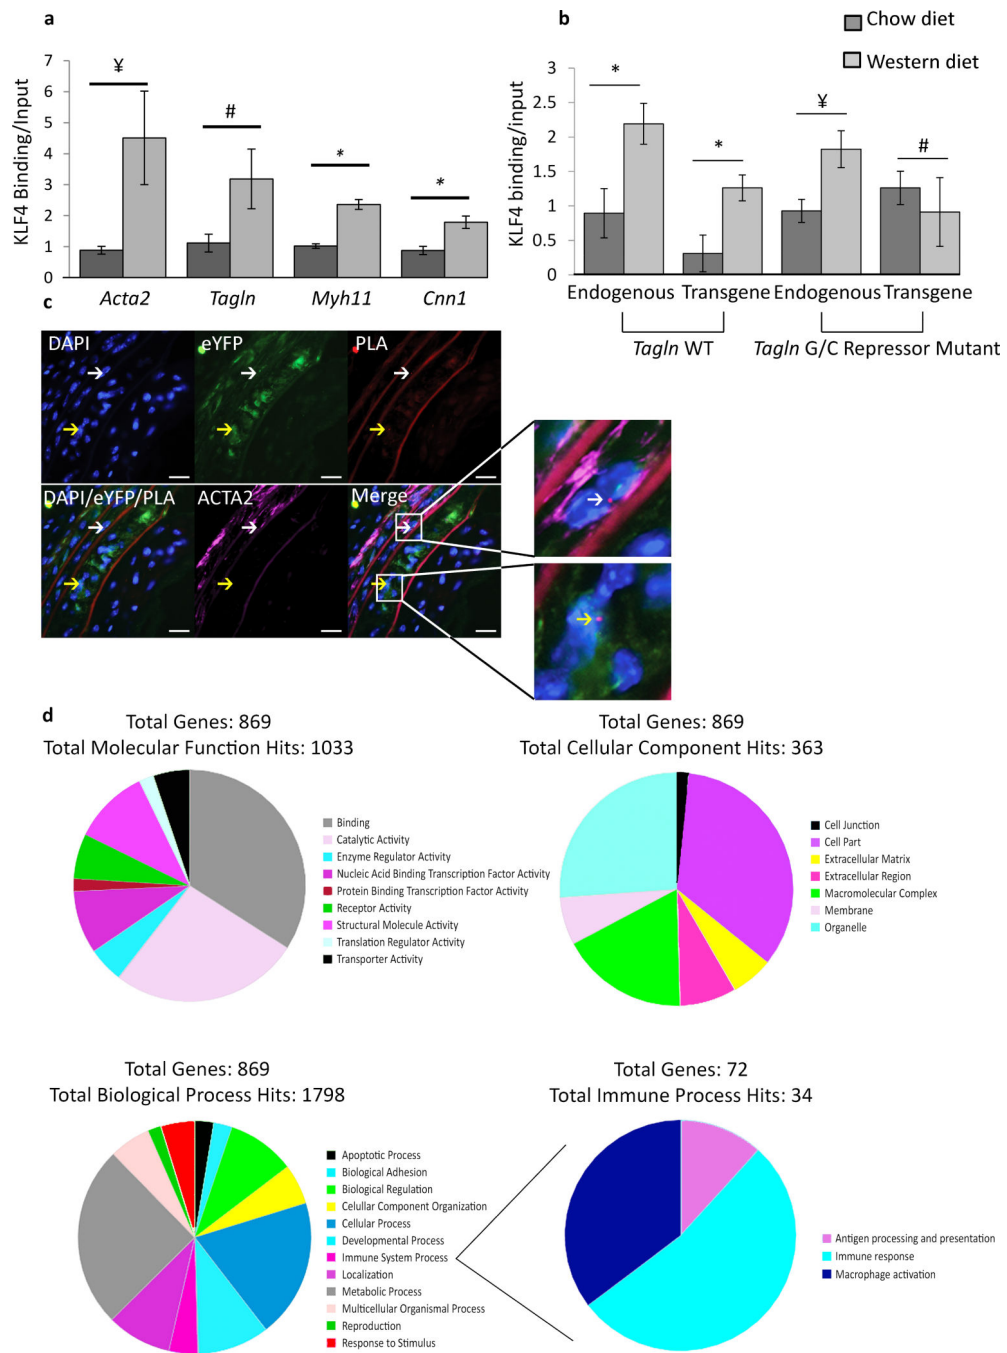 a
KLF4 Binding/Input
7
6
5
4
3
2
1
0
¥
#
*
*
Acta2 Tagln Myh11 Cnn1
b
Chow diet
Western diet
KLF4 binding/input
3
2.5
2
1.5
1
0.5
0
*
*
¥
#
Endogenous Transgene Endogenous Transgene
Tagln WT Tagln G/C Repressor Mutant
c
DAPI eYFP PLA
DAPI/eYFP/PLA ACTA2 Merge
d
Total Genes: 869
Total Molecular Function Hits: 1033
Binding
Catalytic Activity
Enzyme Regulator Activity
Nucleic Acid Binding Transcription Factor Activity
Protein Binding Transcription Factor Activity
Receptor Activity
Structural Molecule Activity
Translation Regulator Activity
Transporter Activity
Total Genes: 869
Total Cellular Component Hits: 363
Cell Junction
Cell Part
Extracellular Matrix
Extracellular Region
Macromolecular Complex
Membrane
Organelle
Total Genes: 869
Total Biological Process Hits: 1798
Apoptotic Process
Biological Adhesion
Biological Regulation
Celullar Component Organization
Cellular Process
Developmental Process
Immune System Process
Localization
Metabolic Process
Multicellular Organismal Process
Reproduction
Response to Stimulus
Total Genes: 72
Total Immune Process Hits: 34
Antigen processing and presentation
Immune response
Macrophage activation